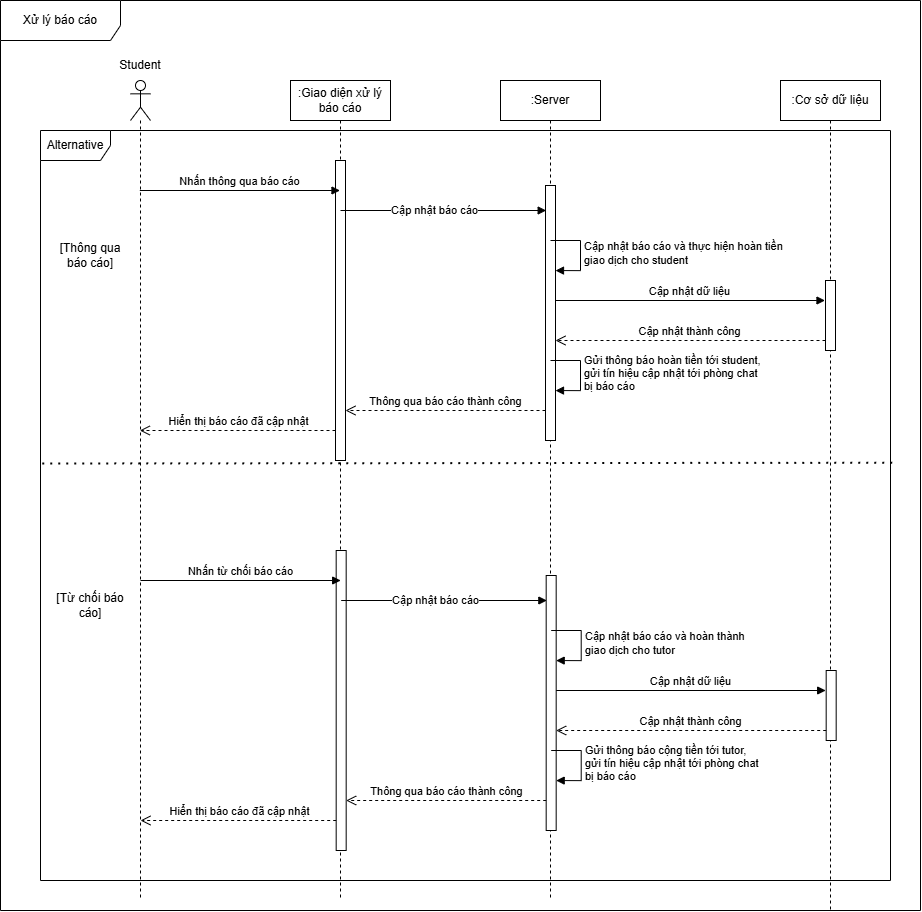 Xử lý báo cáo
Student
:Giao diện xử lý
báo cáo
:Server
:Cơ sở dữ liệu
Alternative
Nhấn thông qua báo cáo
Cập nhật báo cáo
[Thông qua
báo cáo]
Cập nhật báo cáo và thực hiện hoàn tiền
giao dịch cho student
Cập nhật dữ liệu
Cập nhật thành công
Gửi thông báo hoàn tiền tới student,
gửi tín hiệu cập nhật tới phòng chat
bị báo cáo
Thông qua báo cáo thành công
Hiển thị báo cáo đã cập nhật
Nhấn từ chối báo cáo
Cập nhật báo cáo
[Từ chối báo
cáo]
Cập nhật báo cáo và hoàn thành
giao dịch cho tutor
Cập nhật dữ liệu
Cập nhật thành công
Gửi thông báo cộng tiền tới tutor,
gửi tín hiệu cập nhật tới phòng chat
bị báo cáo
Thông qua báo cáo thành công
Hiển thị báo cáo đã cập nhật